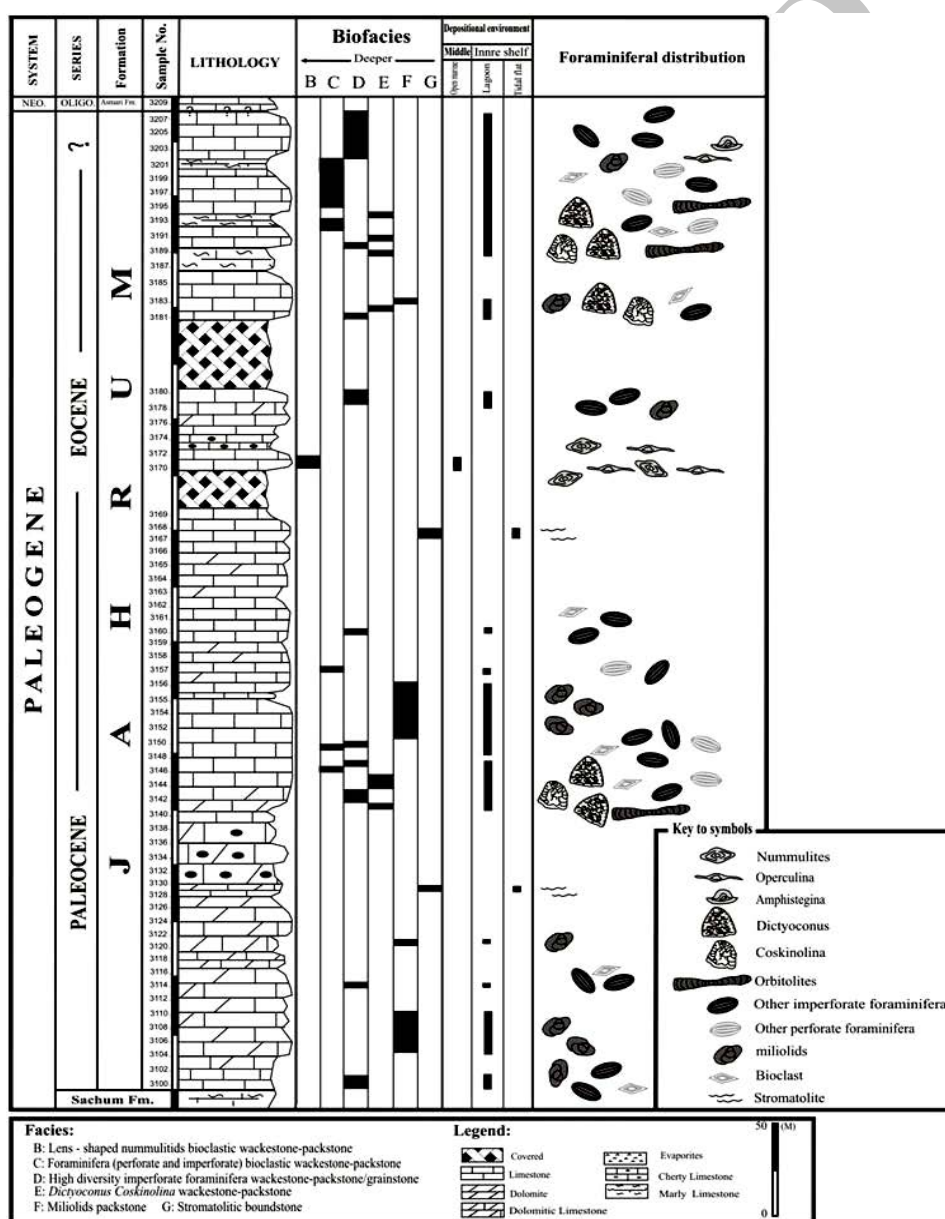 SYSTEM
SERIES
Formation
Sample No.
LITHOLOGY
Biofacies
Deeper
B C D E F G
Depositional environment
Middle Innre shelf
Lagoon
Tidal flat
Foraminiferal distribution
NEO. OLIGO. Asmari Fm.
PALEOGENE
?
EOCENE
PALEOCENE
JAHRUM
Sachum Fm.
? ? ?
3209
3207
3205
3203
3201
3199
3197
3195
3193
3191
3189
3187
3185
3183
3181
3180
3178
3176
3174
3172
3170
3169
3168
3167
3166
3165
3164
3163
3162
3161
3160
3159
3158
3157
3156
3155
3154
3152
3150
3148
3146
3144
3142
3140
3138
3136
3134
3132
3130
3128
3126
3124
3122
3120
3118
3116
3114
3112
3110
3108
3106
3104
3102
3100
Key to symbols
Nummulites
Operculina
Amphistegina
Dictyoconus
Coskinolina
Orbitolites
Other imperforate foraminifera
Other perforate foraminifera
miliolids
Bioclast
Stromatolite
Facies:
B: Lens - shaped nummulitids bioclastic wackestone-packstone
C: Foraminifera (perforate and imperforate) bioclastic wackestone-packstone
D: High diversity imperforate foraminifera wackestone-packstone/grainstone
E: Dictyoconus Coskinolina wackestone-packstone
F: Miliolids packstone G: Stromatolitic boundstone
Legend:
Covered
Limestone
Dolomite
Dolomitic Limestone
Evaporites
Cherty Limestone
Marly Limestone
50 (M)
0